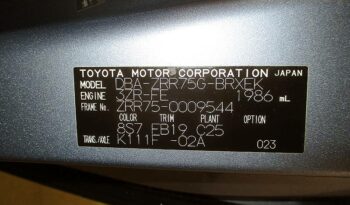 TOYOTA MOTOR CORPORATION JAPAN
MODEL DBA-ZRR75G-BRXEK
ENGINE 3ZR-FE 1986 mL
FRAME No. ZRR75-0009544
COLOR TRIM PLANT OPTION
8S7 EB19 C25
TRANS./AXLE K111F -02A 023